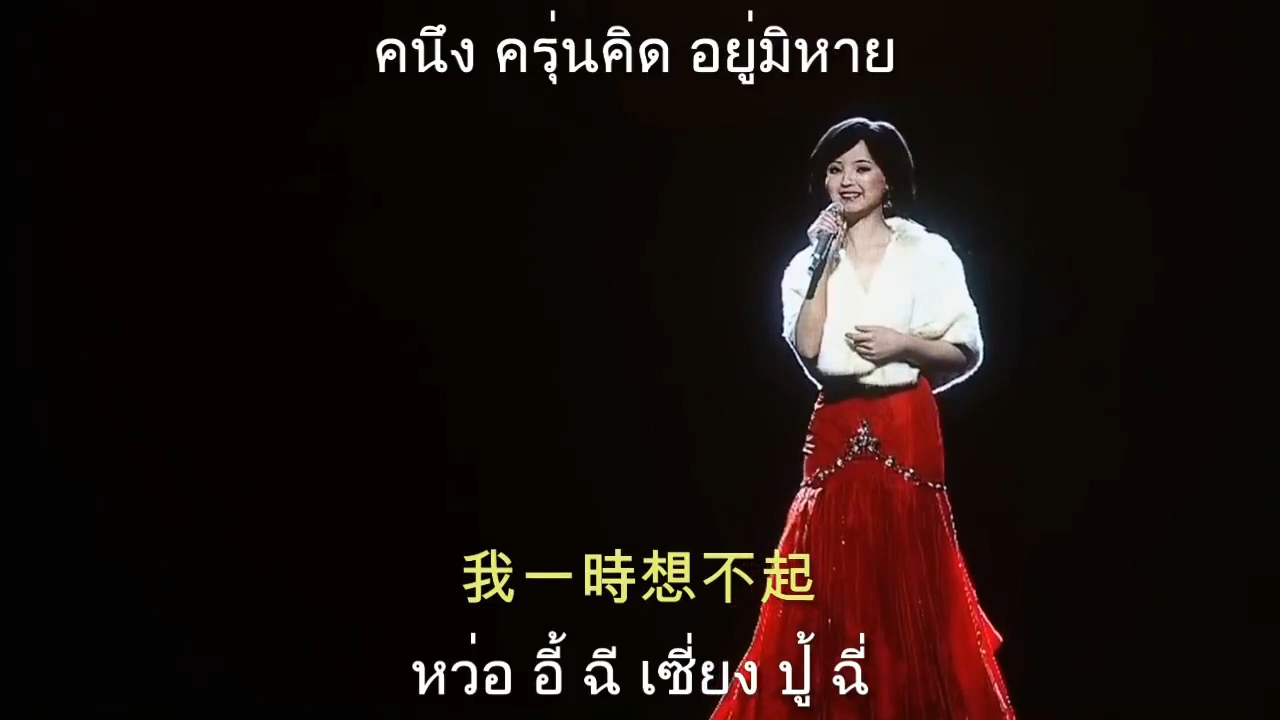 คนึง ครุ่นคิด อยู่มิหาย
我一時想不起
หว่อ อี้ ฉี เซี่ยง ปู้ ฉี่